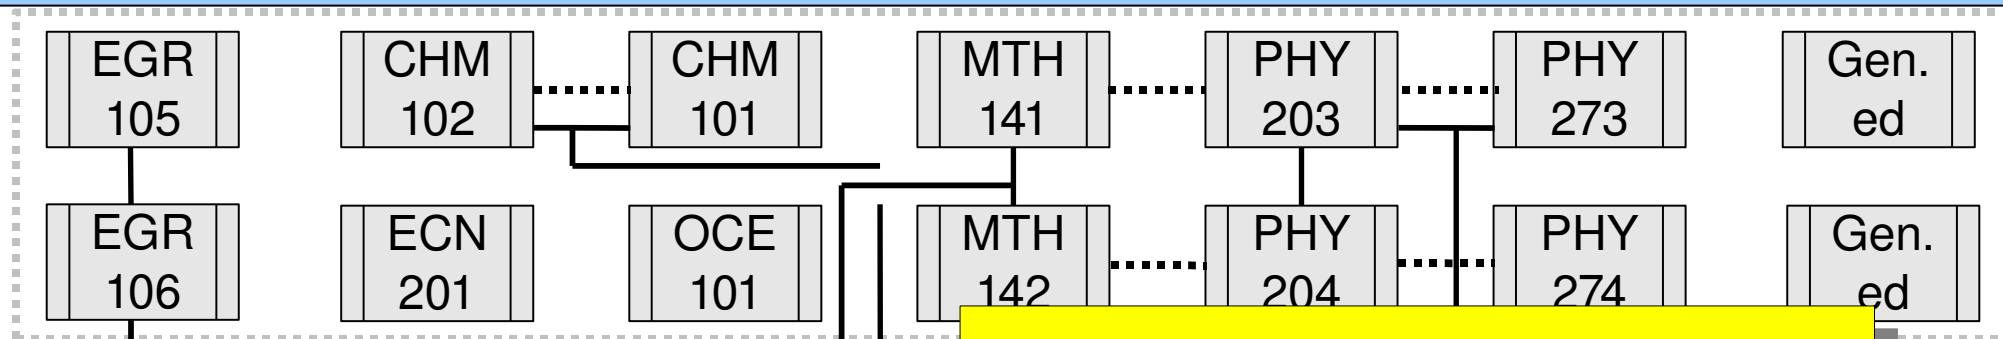 EGR
105
CHM
102
CHM
101
MTH
141
PHY
203
PHY
273
Gen.
ed
EGR
106
ECN
201
OCE
101
MTH
142
PHY
204
PHY
274
Gen.
ed